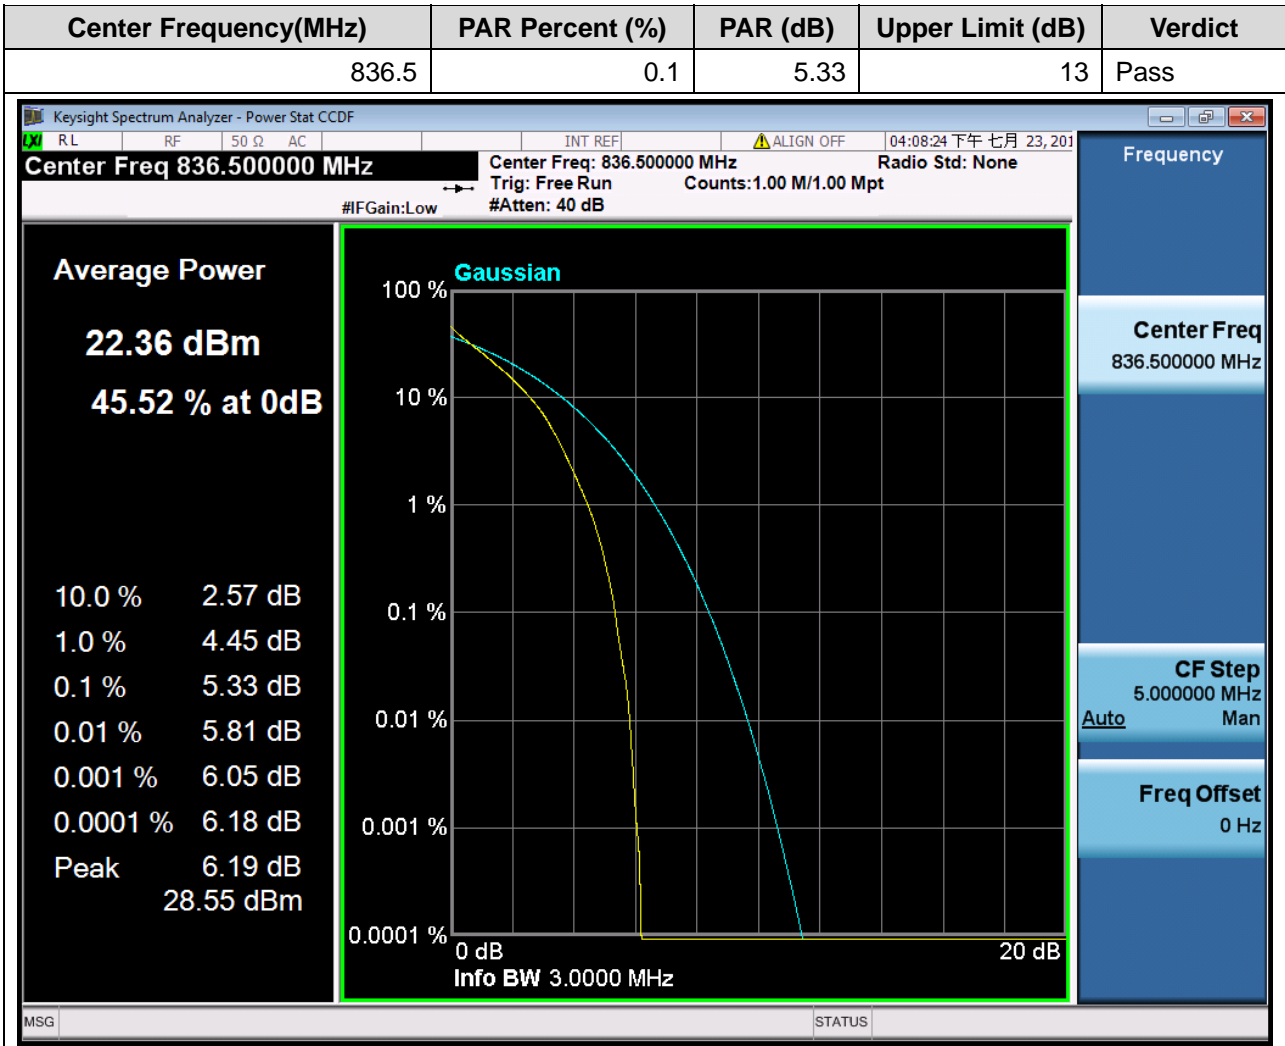 Center Frequency(MHz) PAR Percent (%) PAR (dB) Upper Limit (dB) Verdict
836.5 0.1 5.33 13 Pass
Keysight Spectrum Analyzer - Power Stat CCDF
LXI RL RF 50 Ω AC INT REF ALIGN OFF 04:08:24 下午 七月 23, 201
Center Freq 836.500000 MHz
Center Freq: 836.500000 MHz Radio Std: None
Trig: Free Run Counts:1.00 M/1.00 Mpt
#IFGain:Low #Atten: 40 dB
Average Power
22.36 dBm
45.52 % at 0dB
10.0 % 2.57 dB
1.0 % 4.45 dB
0.1 % 5.33 dB
0.01 % 5.81 dB
0.001 % 6.05 dB
0.0001 % 6.18 dB
Peak 6.19 dB
28.55 dBm
Gaussian
100 %
10 %
1 %
0.1 %
0.01 %
0.001 %
0.0001 %
0 dB 20 dB
Info BW 3.0000 MHz
Frequency
Center Freq
836.500000 MHz
CF Step
5.000000 MHz
Auto Man
Freq Offset
0 Hz
MSG STATUS